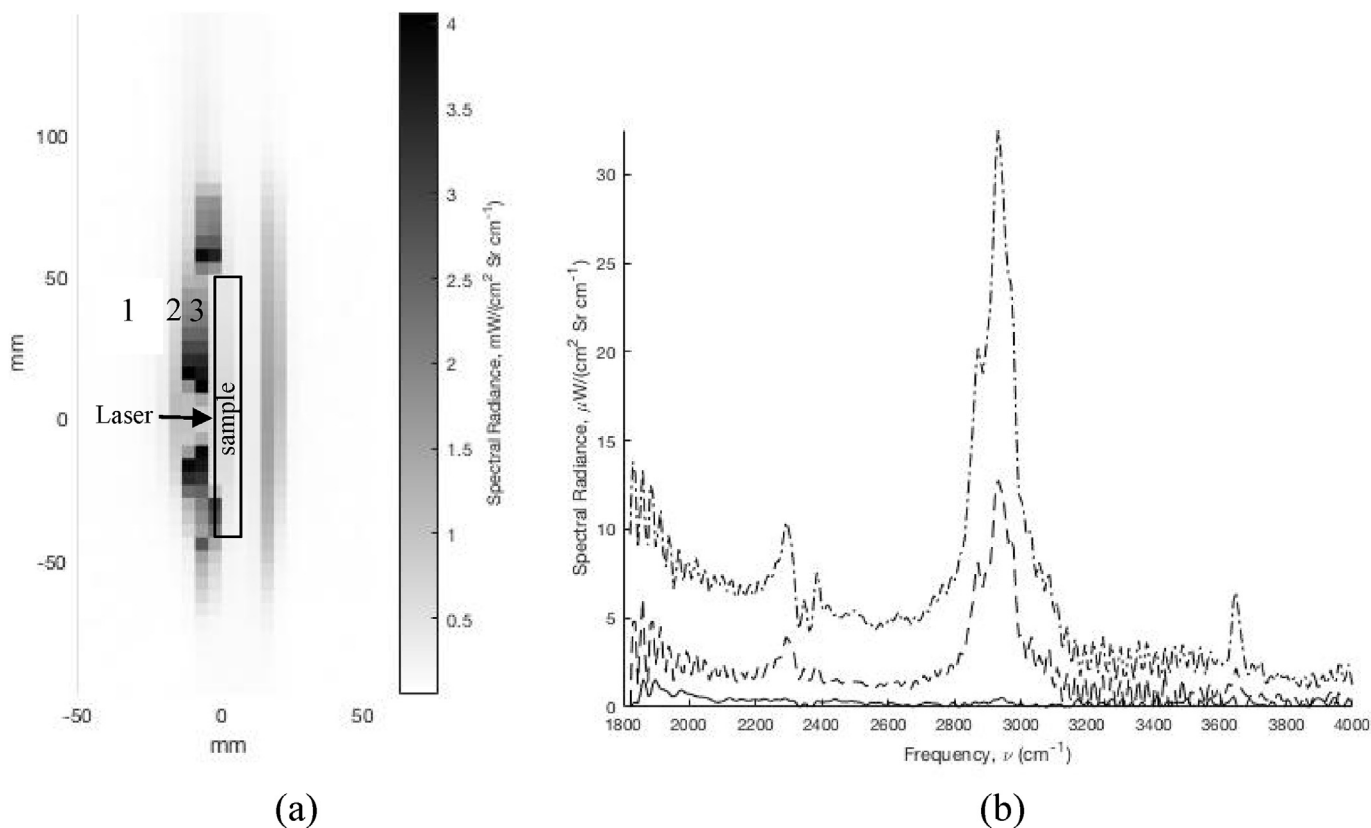 4
3.5
3
2.5
2
1.5
1
0.5
Spectral Radiance, mW/(cm² Sr cm⁻¹)
100
50
0
-50
mm
1 2 3
Laser
sample
-50 0 50
mm
(a)
30
25
20
15
10
5
0
Spectral Radiance, μW/(cm² Sr cm⁻¹)
1800 2000 2200 2400 2600 2800 3000 3200 3400 3600 3800 4000
Frequency, ν (cm⁻¹)
(b)